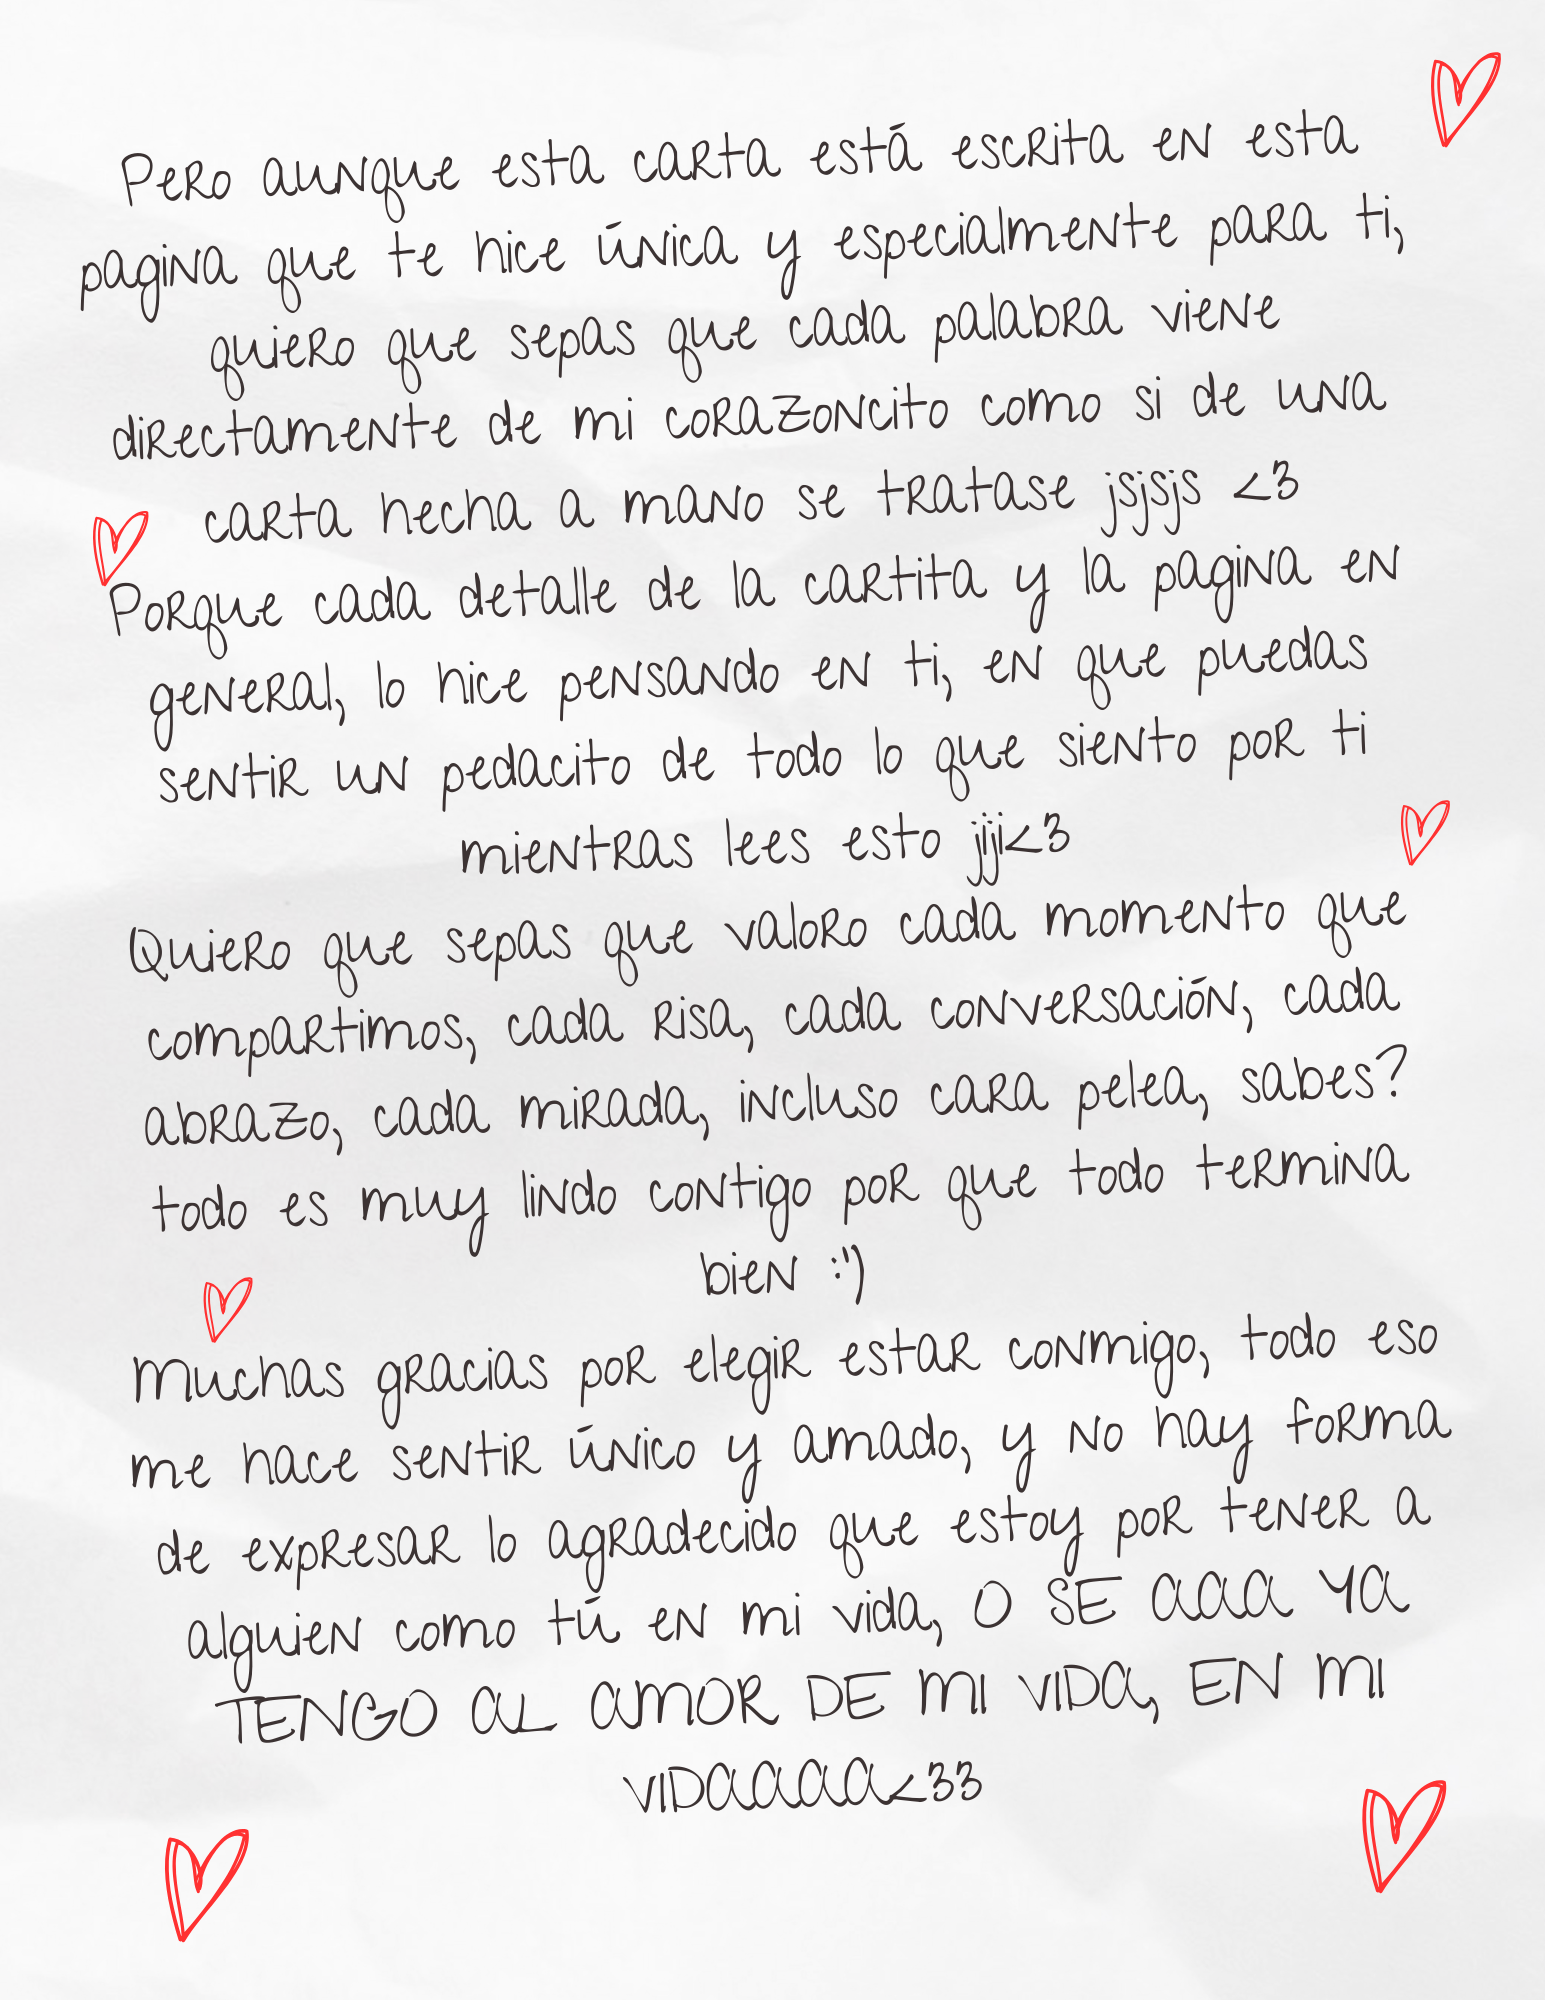 Pero aunque esta carta está escrita en esta
pagina que te hice única y especialmente para ti,
quiero que sepas que cada palabra viene
directamente de mi corazoncito como si de una
carta hecha a mano se tratase jsjsjs <3
Porque cada detalle de la cartita y la pagina en
general, lo hice pensando en ti, en que puedas
sentir un pedacito de todo lo que siento por ti
mientras lees esto jiji<3
Quiero que sepas que valoro cada momento que
compartimos, cada risa, cada conversación, cada
abrazo, cada mirada, incluso cara pelea, sabes?
todo es muy lindo contigo por que todo termina
bien :')
Muchas gracias por elegir estar conmigo, todo eso
me hace sentir único y amado, y no hay forma
de expresar lo agradecido que estoy por tener a
alguien como tú en mi vida, O SE AAA YA
TENGO AL AMOR DE MI VIDA, EN MI
VIDAAAA<33